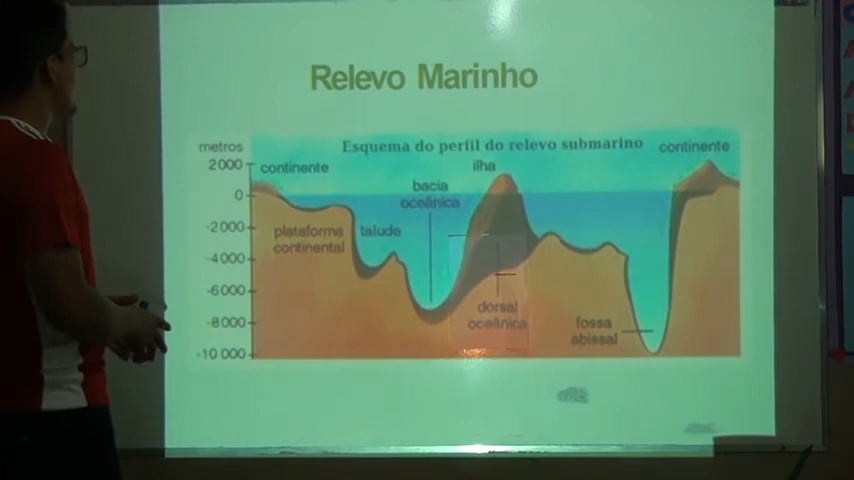 Relevo Marinho
Esquema do perfil do relevo submarino
metros
continente
2000
continente
ilha
0
bacia
oceânica
-2000
plataforma
continental
talude
-4000
-6000
dorsal
oceânica
-8000
fossa
abissal
-10 000